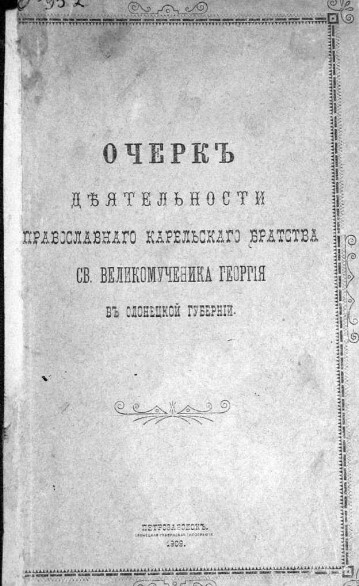 ОЧЕРКЪ
ДѢЯТЕЛЬНОСТИ
ПРАВОСЛАВНАГО КАРЕЛЬСКАГО БРАТСТВА
СВ. ВЕЛИКОМУЧЕНИКА ГЕОРГІЯ
ВЪ ОЛОНЕЦКОЙ ГУБЕРНІИ.
ПЕТРОЗАВОДСКЪ.